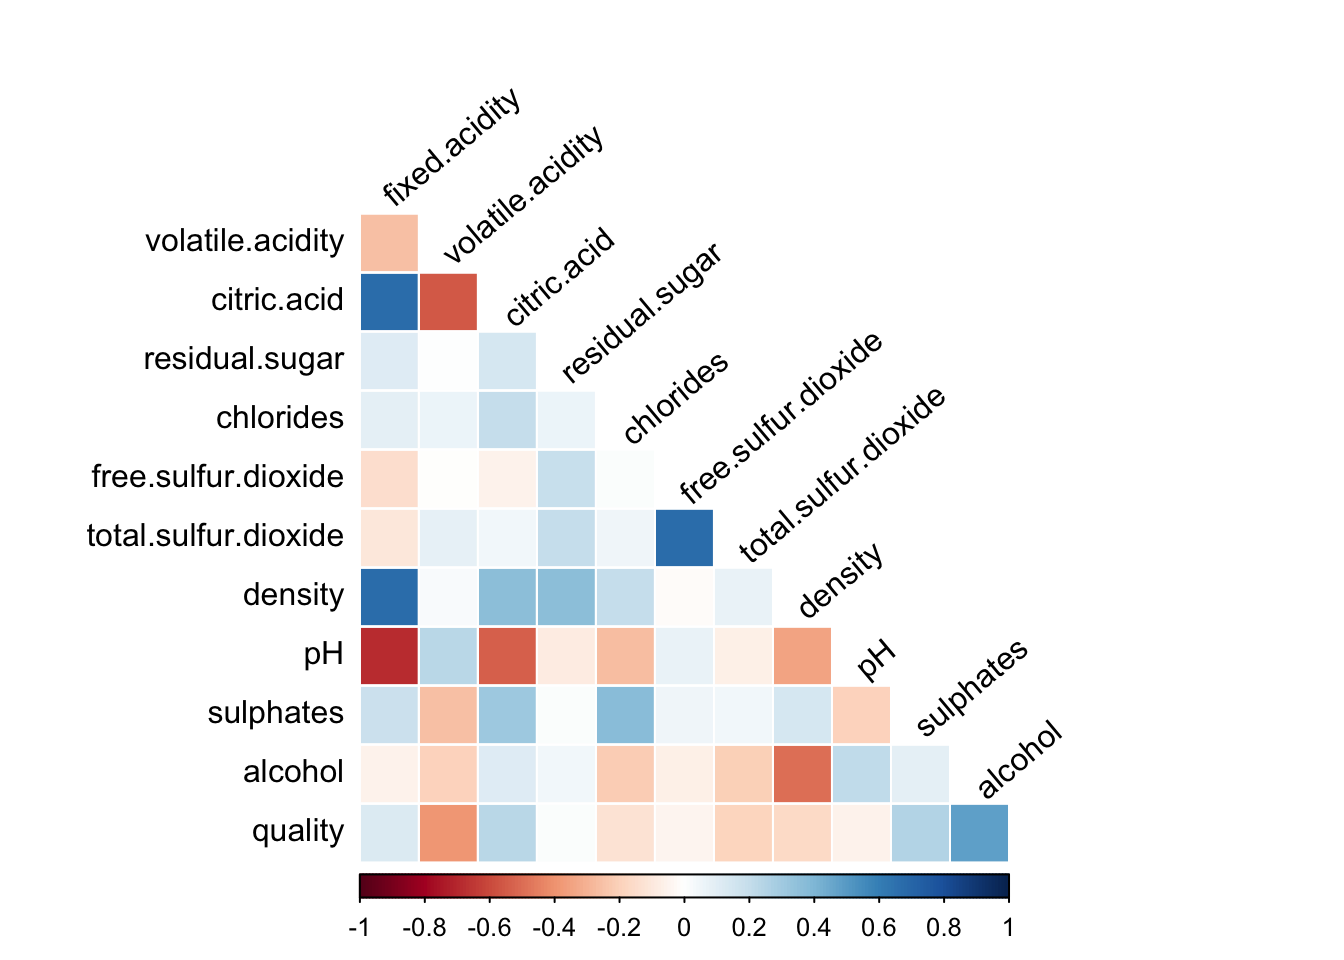 fixed.acidity
volatile.acidity
volatile.acidity
citric.acid
citric.acid
residual.sugar
residual.sugar
chlorides
chlorides
free.sulfur.dioxide
free.sulfur.dioxide
total.sulfur.dioxide
total.sulfur.dioxide
density
density
pH
pH
sulphates
sulphates
alcohol
alcohol
quality
-1 -0.8 -0.6 -0.4 -0.2 0 0.2 0.4 0.6 0.8 1